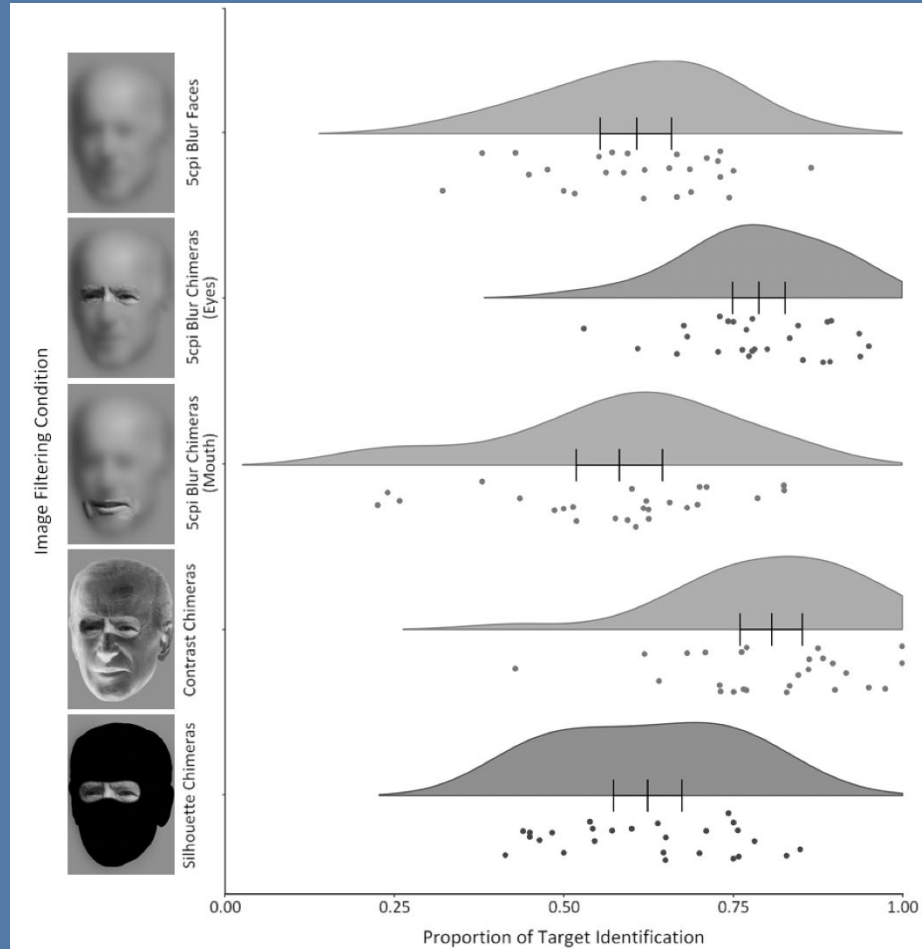 Image Filtering Condition
5cpi Blur Faces
5cpi Blur Chimeras
(Eyes)
5cpi Blur Chimeras
(Mouth)
Contrast Chimeras
Silhouette Chimeras
0.00 0.25 0.50 0.75 1.00
Proportion of Target Identification